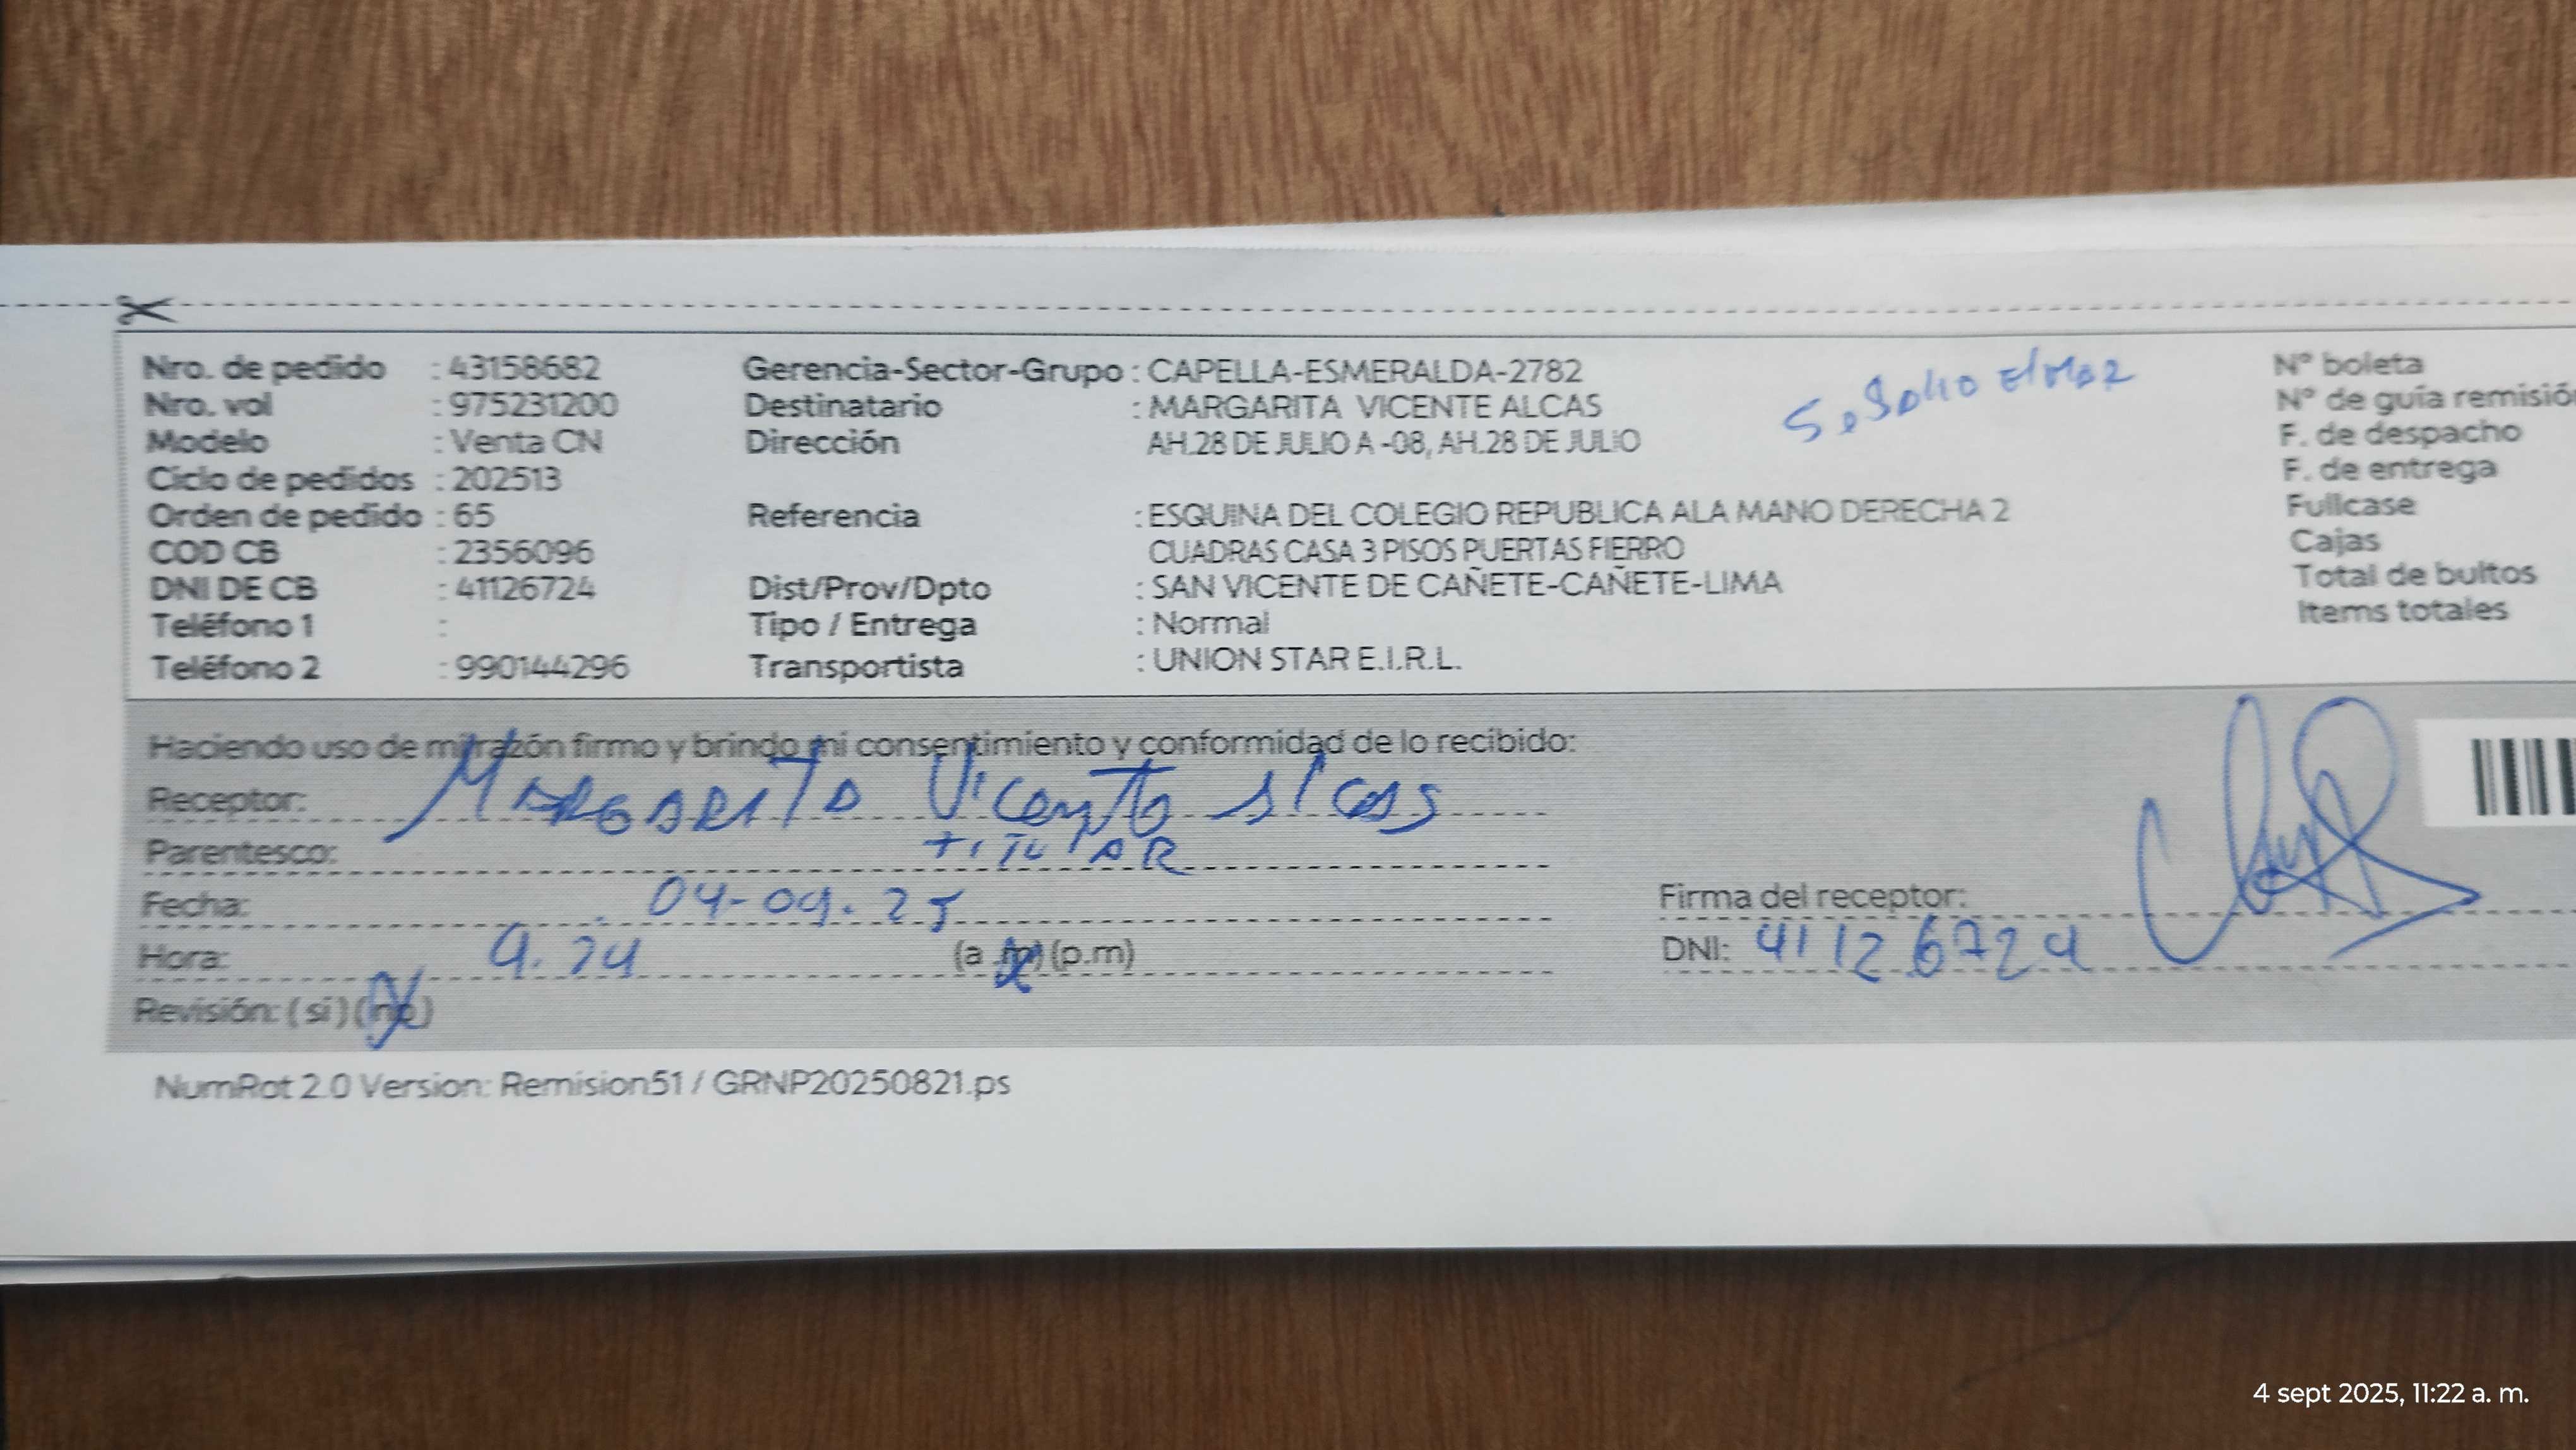 Nro. de pedido : 43158682 Gerencia-Sector-Grupo : CAPELLA-ESMERALDA-2782 N° boleta
Nro. vol : 975231200 Destinatario : MARGARITA VICENTE ALCAS N° de guía remisió
Modelo : Venta CN Dirección AH.28 DE JULIO A -08, AH.28 DE JULIO F. de despacho
Ciclo de pedidos : 202513 F. de entrega
Orden de pedido : 65 Referencia : ESQUINA DEL COLEGIO REPUBLICA ALA MANO DERECHA 2 Fullcase
COD CB : 2356096 CUADRAS CASA 3 PISOS PUERTAS FIERRO Cajas
DNI DE CB : 41126724 Dist/Prov/Dpto : SAN VICENTE DE CAÑETE-CAÑETE-LIMA Total de bultos
Teléfono 1 : Tipo / Entrega : Normal Items totales
Teléfono 2 : 990144296 Transportista : UNION STAR E.I.R.L.
Haciendo uso de mi razón firmo y brindo mi consentimiento y conformidad de lo recibido:
Receptor: MARGARITA Vicente Alcas
Parentesco: TITULAR
Fecha: 04-09.25 Firma del receptor:
Hora: 9.24 (a.m) (p.m) DNI: 41126724
Revisión: ( si ) ( no )
NumRot 2.0 Version: Remision51 / GRNP20250821.ps
4 sept 2025, 11:22 a. m.